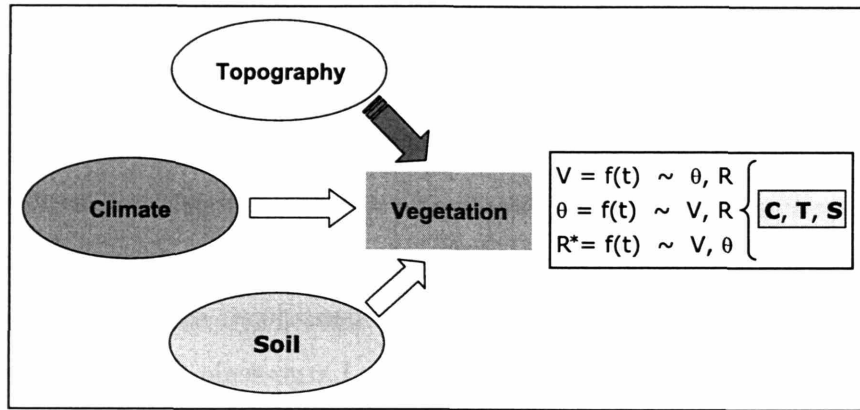 Topography
Climate
Vegetation
Soil
V = f(t) ~ θ, R
θ = f(t) ~ V, R
R*= f(t) ~ V, θ
C, T, S